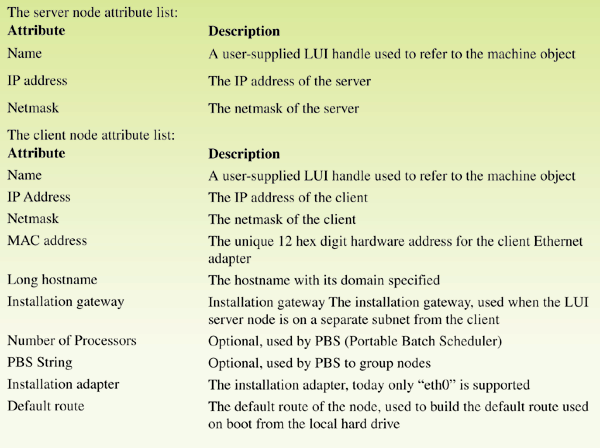 The server node attribute list:
Attribute Description
Name A user-supplied LUI handle used to refer to the machine object
IP address The IP address of the server
Netmask The netmask of the server
The client node attribute list:
Attribute Description
Name A user-supplied LUI handle used to refer to the machine object
IP Address The IP address of the client
Netmask The netmask of the client
MAC address The unique 12 hex digit hardware address for the client Ethernet
adapter
Long hostname The hostname with its domain specified
Installation gateway Installation gateway The installation gateway, used when the LUI
server node is on a separate subnet from the client
Number of Processors Optional, used by PBS (Portable Batch Scheduler)
PBS String Optional, used by PBS to group nodes
Installation adapter The installation adapter, today only “eth0” is supported
Default route The default route of the node, used to build the default route used
on boot from the local hard drive